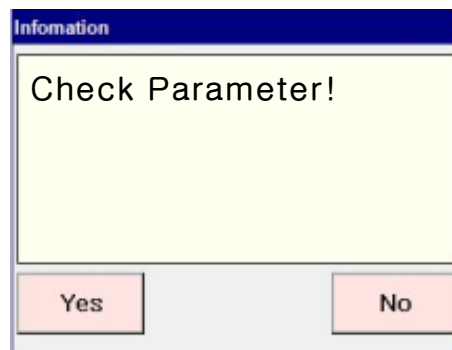 Infomation
Check Parameter!
Yes
No